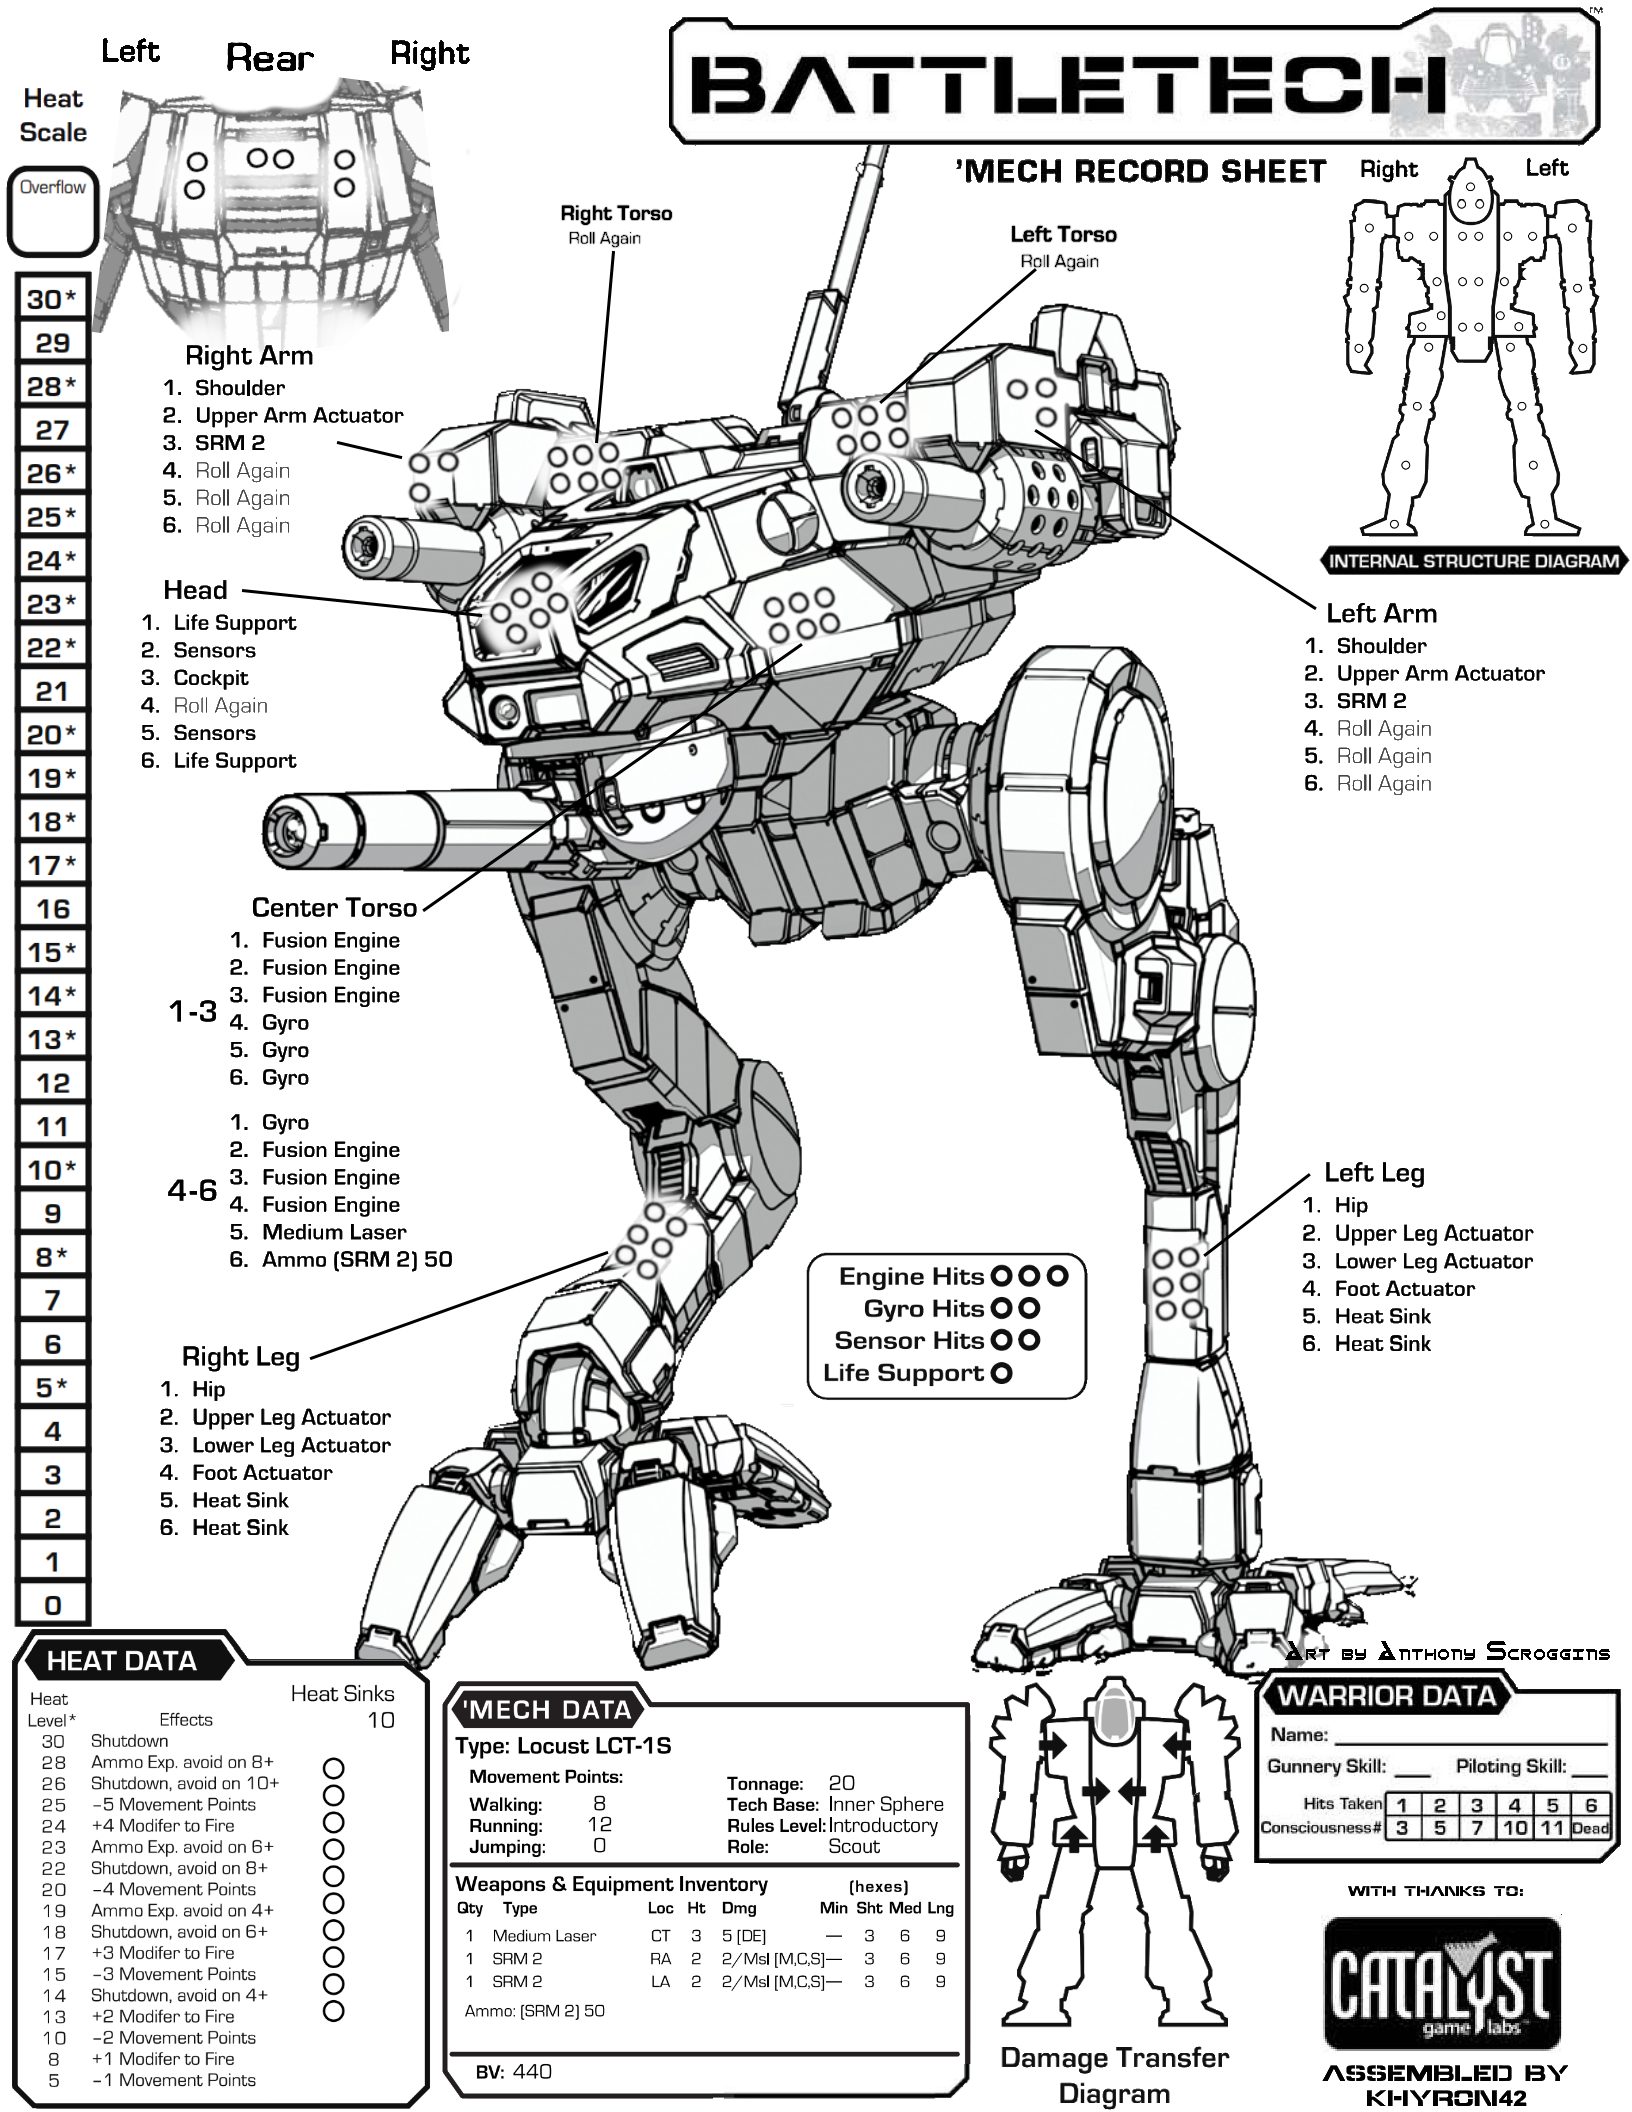 Left Rear Right
Heat
Scale
Overflow
30*
29
28*
27
26*
25*
24*
23*
22*
21
20*
19*
18*
17*
16
15*
14*
13*
12
11
10*
9
8*
7
6
5*
4
3
2
1
0
BATTLETECH
TM
'MECH RECORD SHEET
Right Left
INTERNAL STRUCTURE DIAGRAM
Right Torso
Roll Again
Left Torso
Roll Again
Right Arm
1. Shoulder
2. Upper Arm Actuator
3. SRM 2
4. Roll Again
5. Roll Again
6. Roll Again
Head
1. Life Support
2. Sensors
3. Cockpit
4. Roll Again
5. Sensors
6. Life Support
Left Arm
1. Shoulder
2. Upper Arm Actuator
3. SRM 2
4. Roll Again
5. Roll Again
6. Roll Again
Center Torso
1-3
1. Fusion Engine
2. Fusion Engine
3. Fusion Engine
4. Gyro
5. Gyro
6. Gyro
4-6
1. Gyro
2. Fusion Engine
3. Fusion Engine
4. Fusion Engine
5. Medium Laser
6. Ammo (SRM 2) 50
Right Leg
1. Hip
2. Upper Leg Actuator
3. Lower Leg Actuator
4. Foot Actuator
5. Heat Sink
6. Heat Sink
Left Leg
1. Hip
2. Upper Leg Actuator
3. Lower Leg Actuator
4. Foot Actuator
5. Heat Sink
6. Heat Sink
Engine Hits
Gyro Hits
Sensor Hits
Life Support
Art by Anthony Scroggins
HEAT DATA
Heat
Level* Effects
Heat Sinks
10
30 Shutdown
28 Ammo Exp. avoid on 8+
26 Shutdown, avoid on 10+
25 -5 Movement Points
24 +4 Modifer to Fire
23 Ammo Exp. avoid on 6+
22 Shutdown, avoid on 8+
20 -4 Movement Points
19 Ammo Exp. avoid on 4+
18 Shutdown, avoid on 6+
17 +3 Modifer to Fire
15 -3 Movement Points
14 Shutdown, avoid on 4+
13 +2 Modifer to Fire
10 -2 Movement Points
8 +1 Modifer to Fire
5 -1 Movement Points
'MECH DATA
Type: Locust LCT-1S
Movement Points:
Walking: 8
Running: 12
Jumping: 0
Tonnage: 20
Tech Base: Inner Sphere
Rules Level: Introductory
Role: Scout
Weapons & Equipment Inventory (hexes)
Qty Type Loc Ht Dmg Min Sht Med Lng
1 Medium Laser CT 3 5 [DE] — 3 6 9
1 SRM 2 RA 2 2/Msl [M,C,S] — 3 6 9
1 SRM 2 LA 2 2/Msl [M,C,S] — 3 6 9
Ammo: (SRM 2) 50
BV: 440
Damage Transfer
Diagram
WARRIOR DATA
Name:
Gunnery Skill: Piloting Skill:
Hits Taken 1 2 3 4 5 6
Consciousness# 3 5 7 10 11 Dead
WITH THANKS TO:
CATALYST
game labs
ASSEMBLED BY
KHYRON42